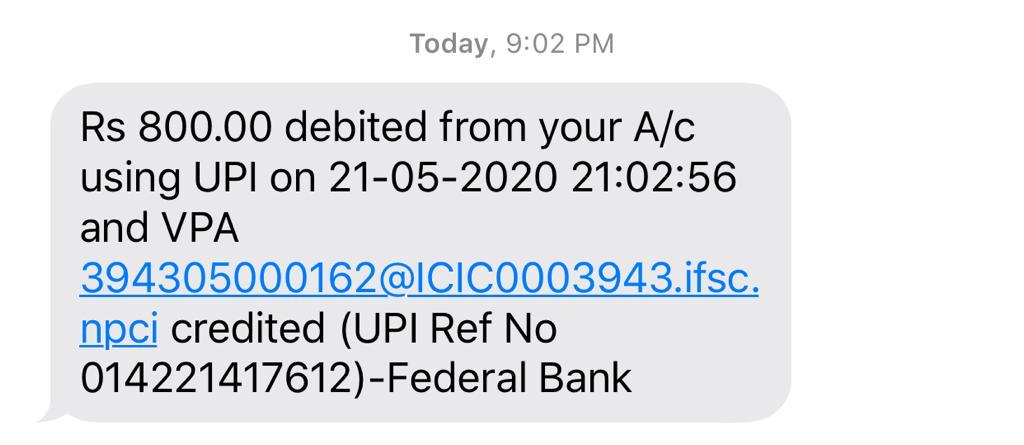 Today, 9:02 PM
Rs 800.00 debited from your A/c
using UPI on 21-05-2020 21:02:56
and VPA
394305000162@ICIC0003943.ifsc.
npci credited (UPI Ref No
014221417612)-Federal Bank